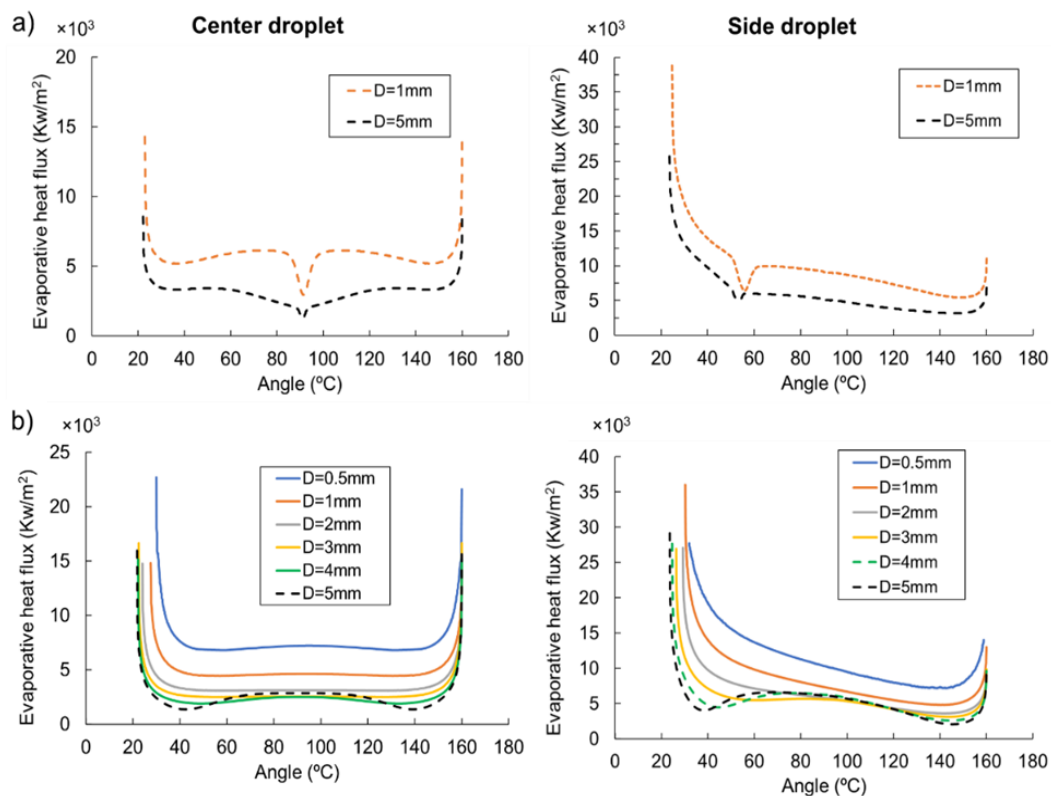 a)
Center droplet
Side droplet
×10³
20
15
10
5
0
Evaporative heat flux (Kw/m²)
D=1mm
D=5mm
0 20 40 60 80 100 120 140 160 180
Angle (ºC)
×10³
40
35
30
25
20
15
10
5
0
Evaporative heat flux (Kw/m²)
D=1mm
D=5mm
0 20 40 60 80 100 120 140 160 180
Angle (ºC)
b)
×10³
25
20
15
10
5
0
Evaporative heat flux (Kw/m²)
D=0.5mm
D=1mm
D=2mm
D=3mm
D=4mm
D=5mm
0 20 40 60 80 100 120 140 160 180
Angle (ºC)
×10³
40
35
30
25
20
15
10
5
0
Evaporative heat flux (Kw/m²)
D=0.5mm
D=1mm
D=2mm
D=3mm
D=4mm
D=5mm
0 20 40 60 80 100 120 140 160 180
Angle (ºC)